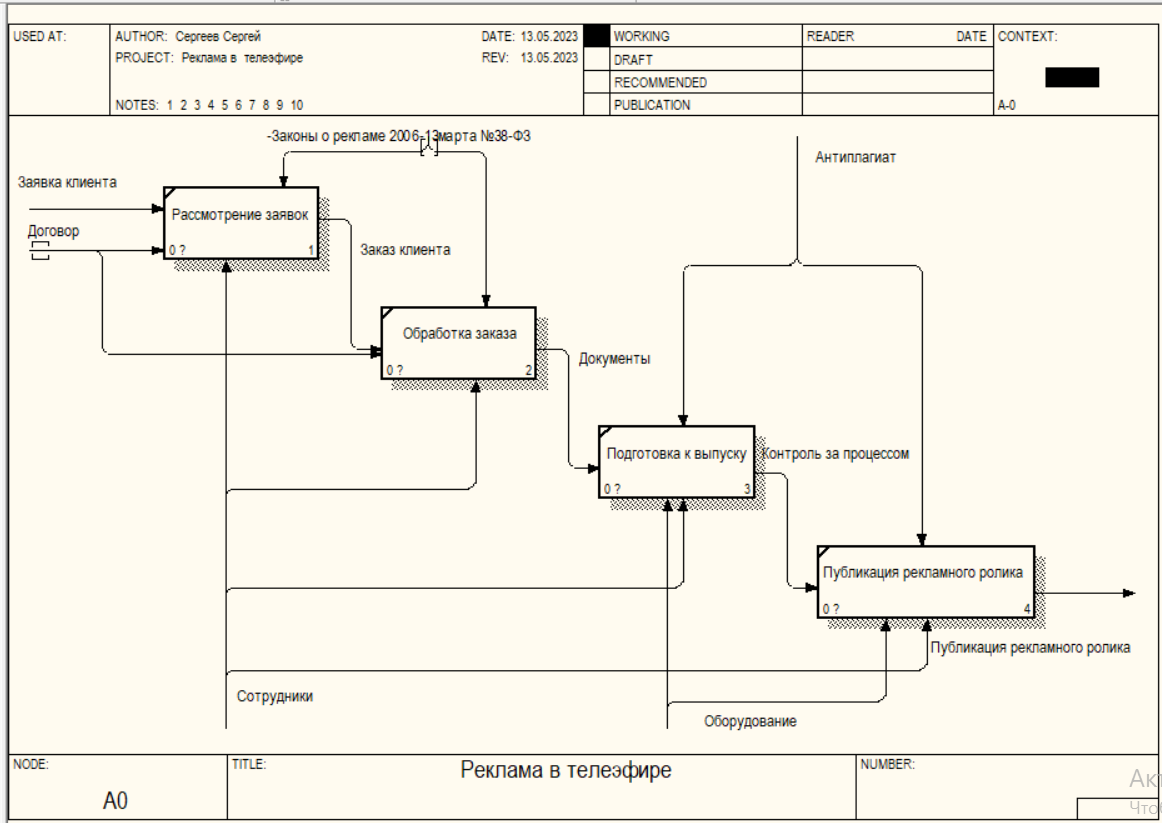 USED AT:
AUTHOR: Сергеев Сергей
DATE: 13.05.2023
PROJECT: Реклама в телеэфире
REV: 13.05.2023
NOTES: 1 2 3 4 5 6 7 8 9 10
WORKING
DRAFT
RECOMMENDED
PUBLICATION
READER
DATE
CONTEXT:
A-0
-Законы о рекламе 2006-13марта №38-ФЗ
Антиплагиат
Заявка клиента
Рассмотрение заявок
0 ?
1
Договор
Заказ клиента
Обработка заказа
0 ?
2
Документы
Подготовка к выпуску
0 ?
3
Контроль за процессом
Публикация рекламного ролика
0 ?
4
Публикация рекламного ролика
Сотрудники
Оборудование
NODE:
A0
TITLE:
Реклама в телеэфире
NUMBER: